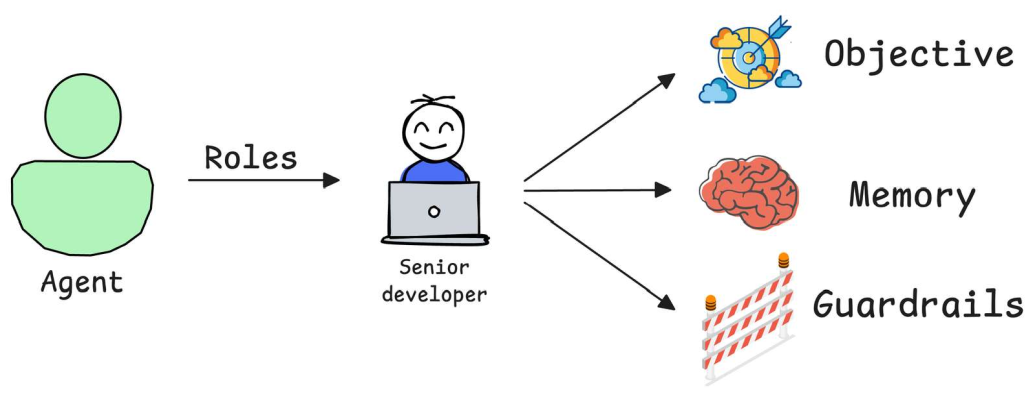 Agent
Roles
Senior
developer
Objective
Memory
Guardrails